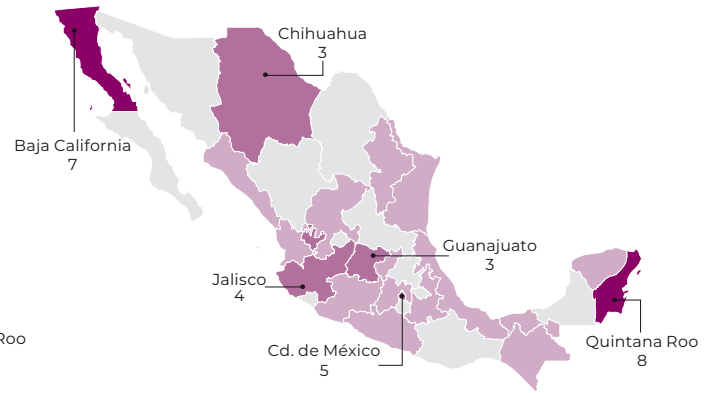 Chihuahua
3
Baja California
7
Guanajuato
3
Jalisco
4
Roo
Cd. de México
5
Quintana Roo
8